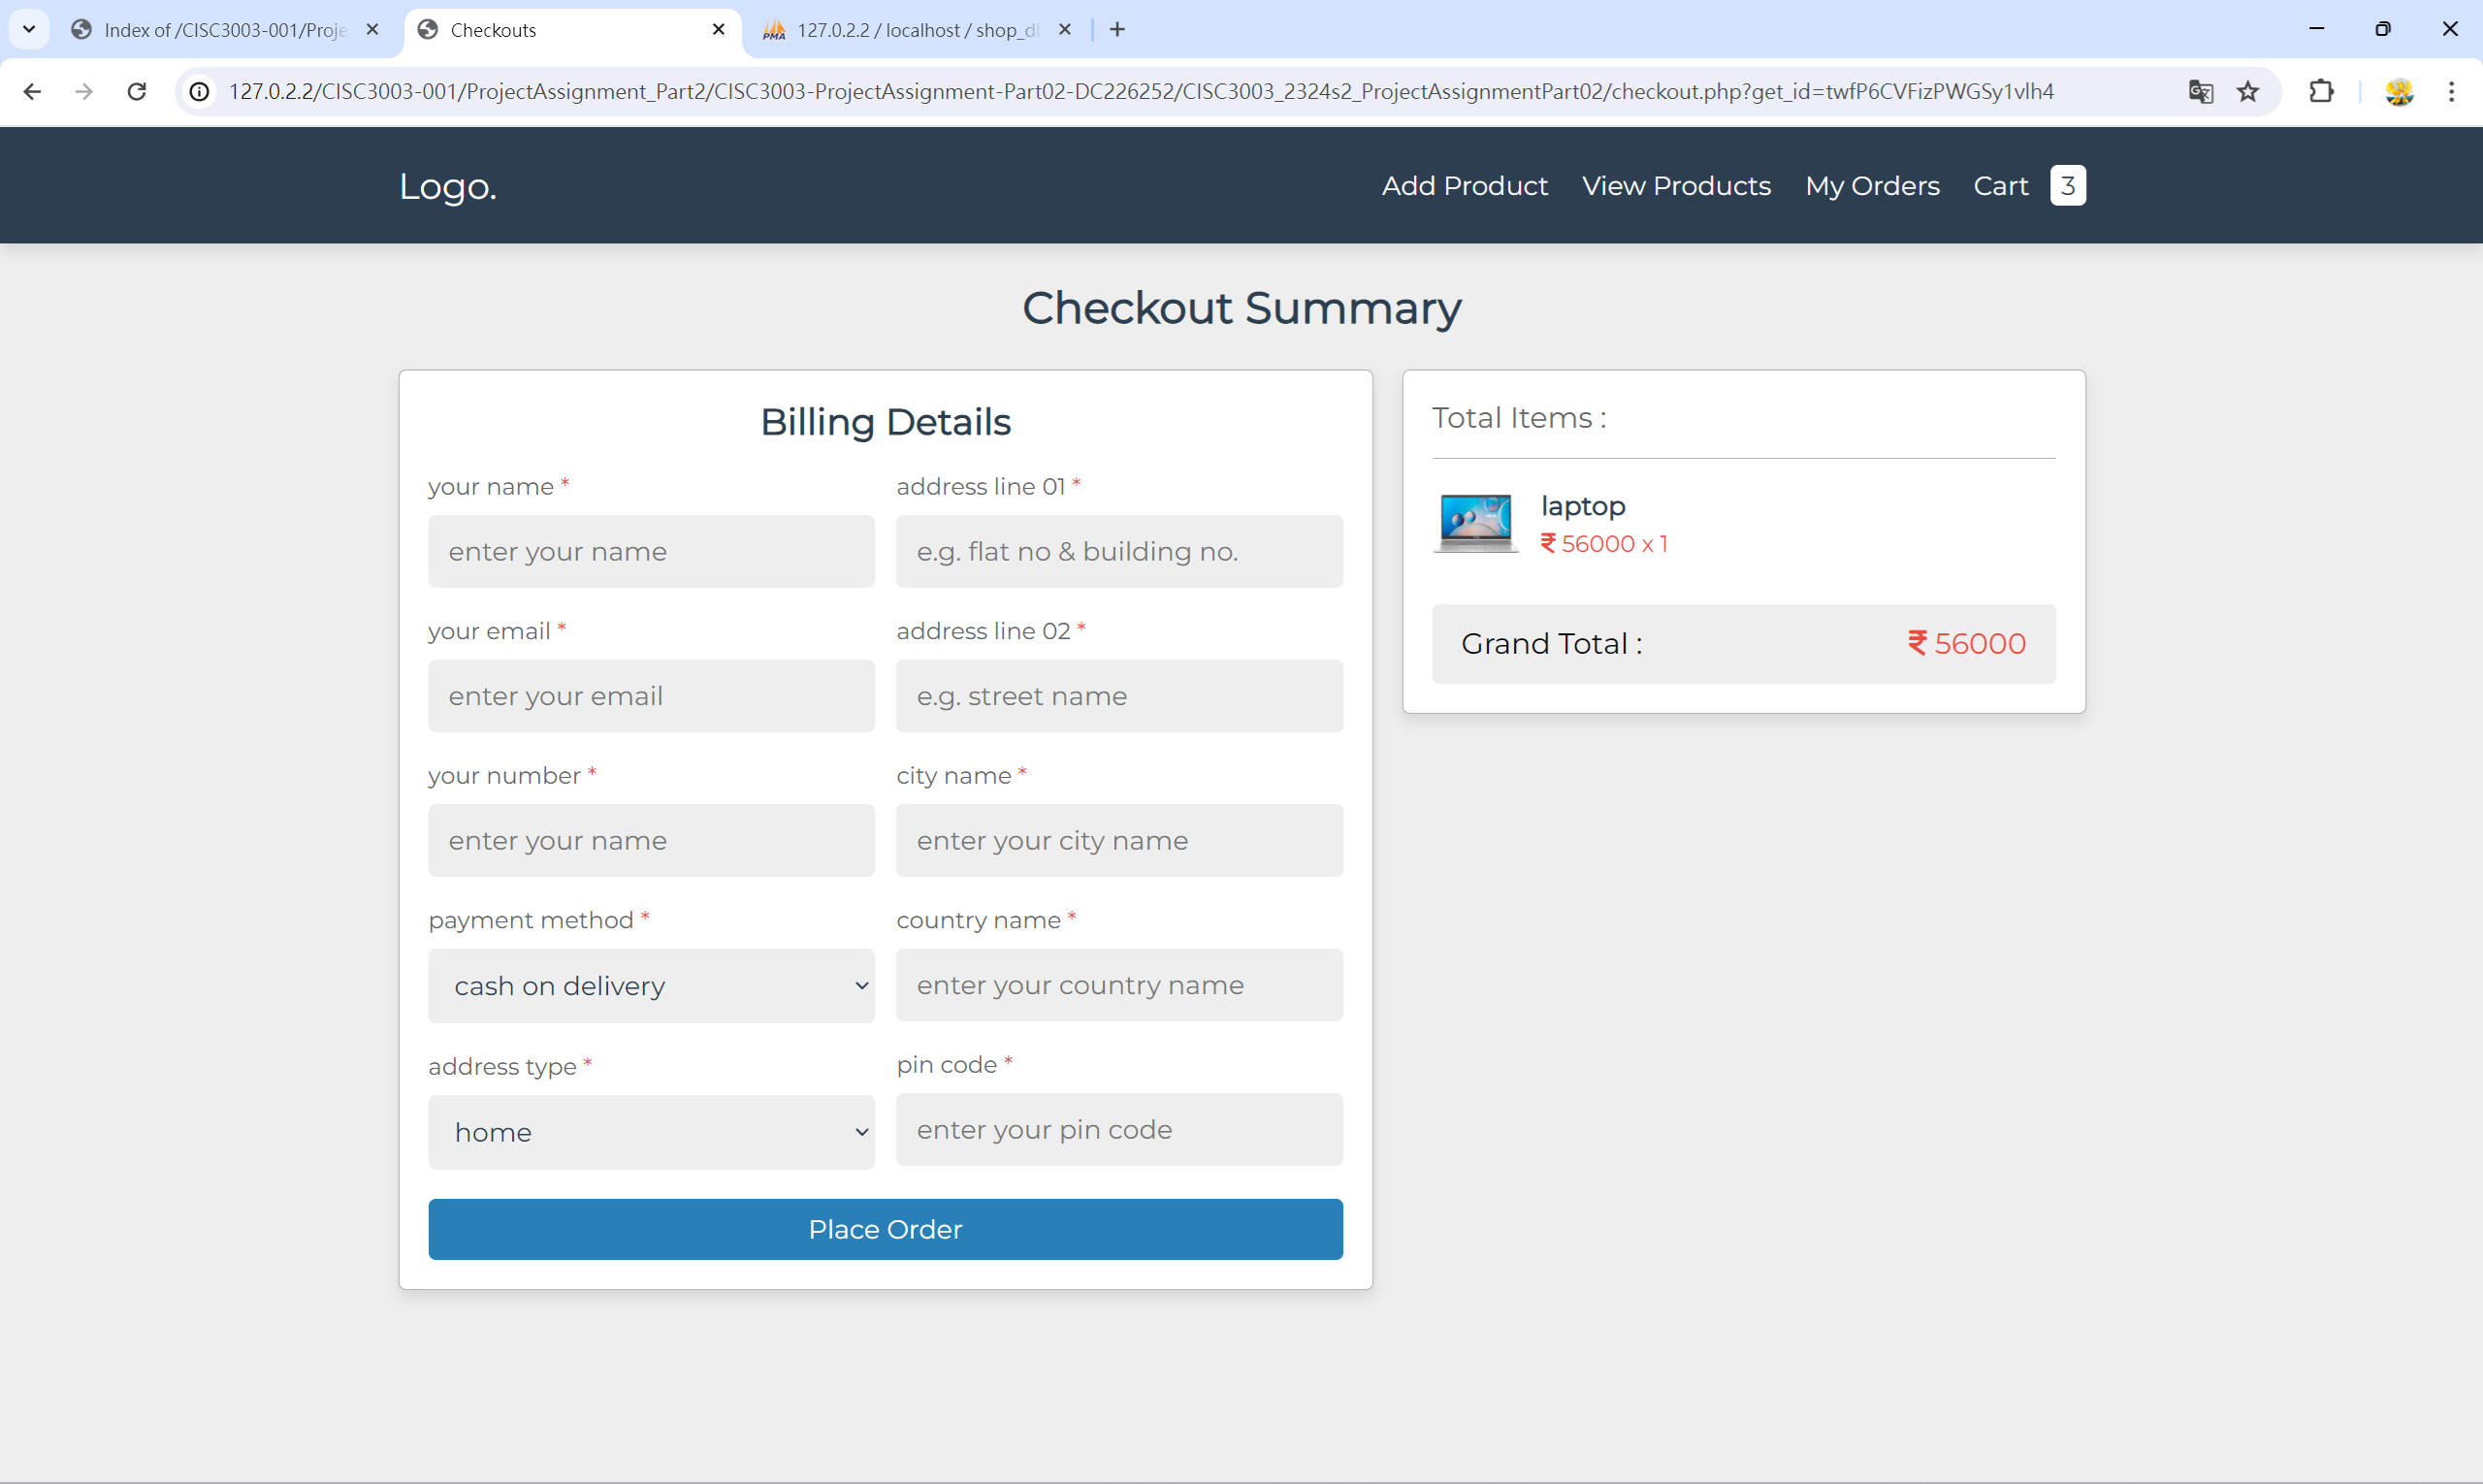 Index of /CISC3003-001/Proje
Checkouts
PMA
127.0.2.2 / localhost / shop_d
127.0.2.2/CISC3003-001/ProjectAssignment_Part2/CISC3003-ProjectAssignment-Part02-DC226252/CISC3003_2324s2_ProjectAssignmentPart02/checkout.php?get_id=twfP6CVFizPWGSy1vlh4
Logo.
Add Product
View Products
My Orders
Cart 3
Checkout Summary
Billing Details
your name *
enter your name
your email *
enter your email
your number *
enter your name
payment method *
cash on delivery
address type *
home
address line 01 *
e.g. flat no & building no.
address line 02 *
e.g. street name
city name *
enter your city name
country name *
enter your country name
pin code *
enter your pin code
Place Order
Total Items :
laptop
₹ 56000 x 1
Grand Total : ₹ 56000